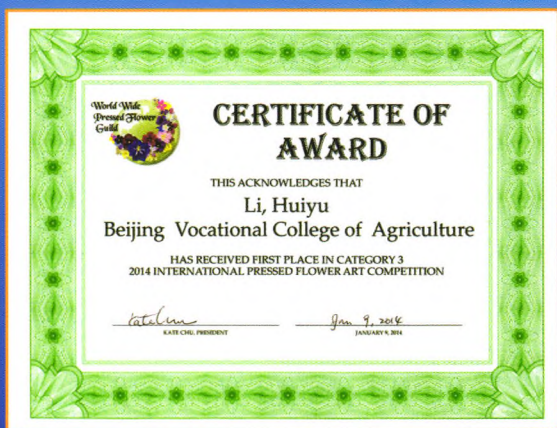 World Wide
Pressed Flower
Guild
CERTIFICATE OF
AWARD
THIS ACKNOWLEDGES THAT
Li, Huiyu
Beijing Vocational College of Agriculture
HAS RECEIVED FIRST PLACE IN CATEGORY 3
2014 INTERNATIONAL PRESSED FLOWER ART COMPETITION
Kate Chu Jan 9, 2014
KATE CHU, PRESIDENT JANUARY 9, 2014